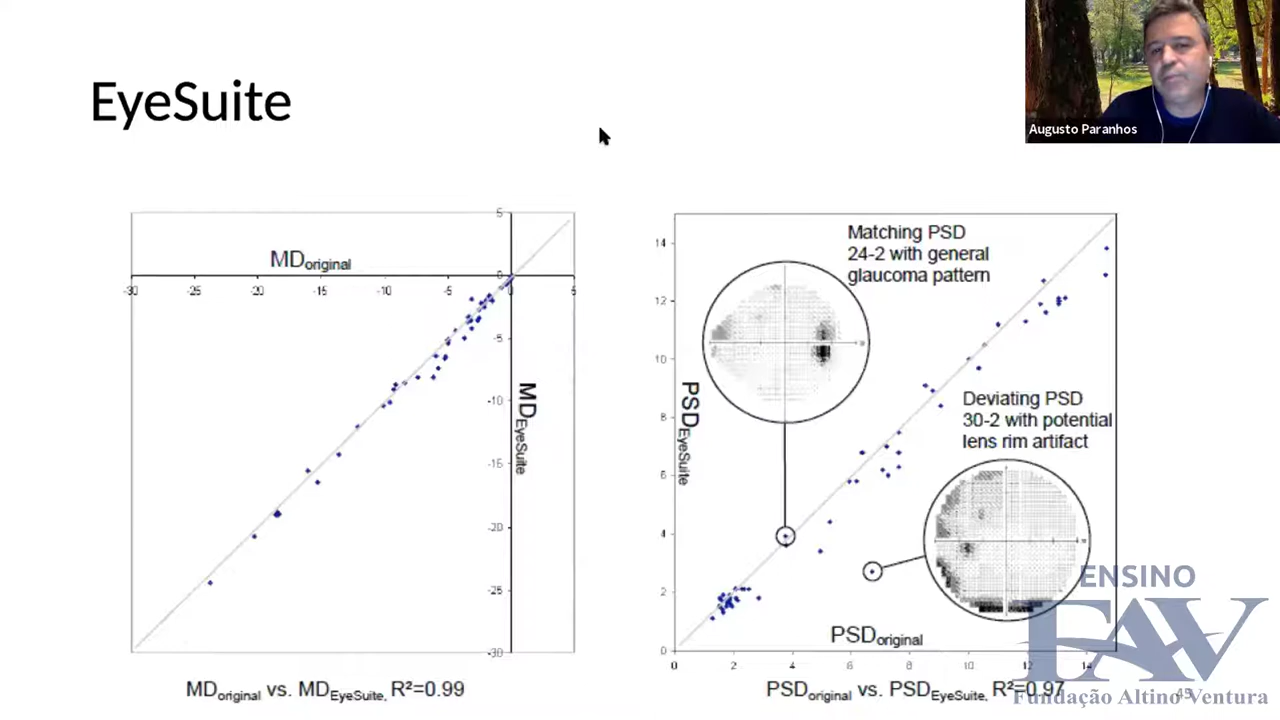 EyeSuite
Augusto Paranhos
MDoriginal
5
0
-30 -25 -20 -15 -10 -5 0 5
-5
-10
-15
-20
-25
-30
MDEyeSuite
MDoriginal vs. MDEyeSuite, R²=0.99
Matching PSD
24-2 with general
glaucoma pattern
Deviating PSD
30-2 with potential
lens rim artifact
PSDEyeSuite
14
12
10
8
6
4
2
0
0 2 4 6 8 10 12 14
PSDoriginal
PSDoriginal vs. PSDEyeSuite, R²=0.97
ENSINO
FAV
Fundação Altino Ventura